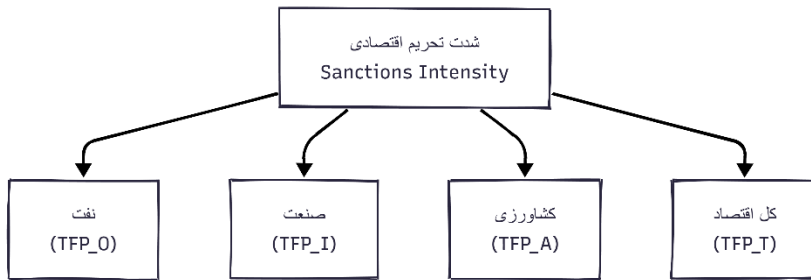 شدت تحریم اقتصادی
Sanctions Intensity
نفت
(TFP_O)
صنعت
(TFP_I)
کشاورزی
(TFP_A)
کل اقتصاد
(TFP_T)